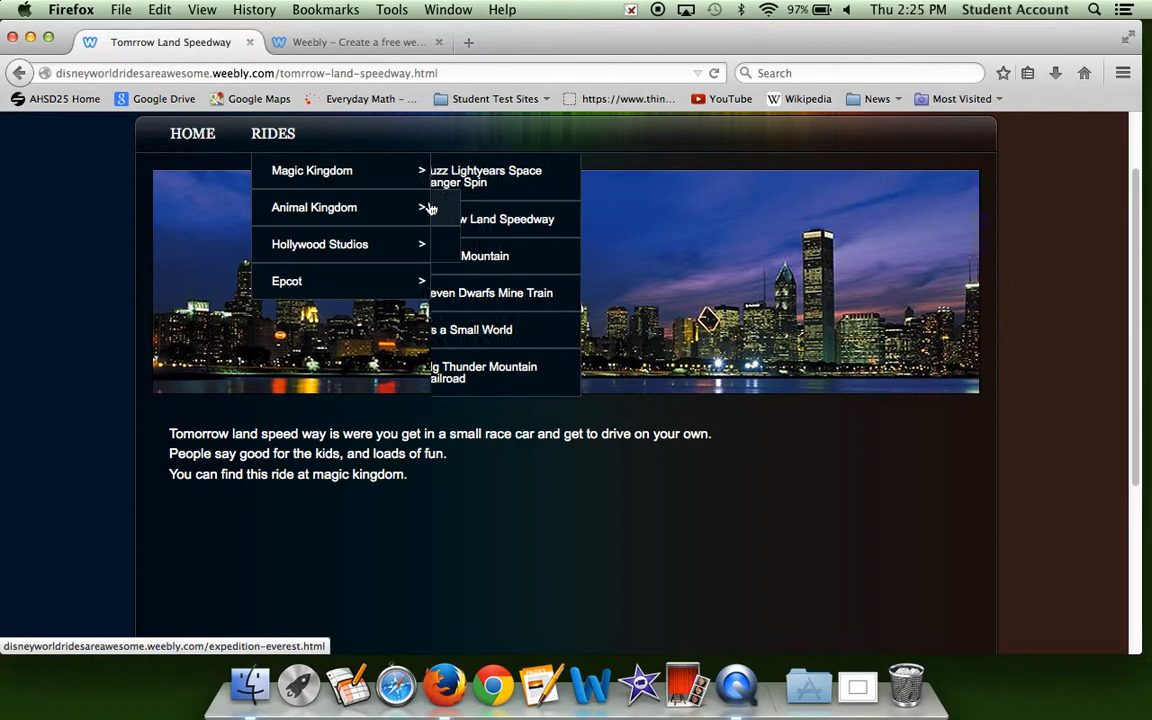 Firefox File Edit View History Bookmarks Tools Window Help 97% Thu 2:25 PM Student Account
Tomrrow Land Speedway Weebly - Create a free we...
disneyworldridesareawesome.weebly.com/tomrrow-land-speedway.html Search
AHSD25 Home Google Drive Google Maps Everyday Math - ... Student Test Sites https://www.thin... YouTube Wikipedia News Most Visited
HOME RIDES
Magic Kingdom >
Animal Kingdom >
Hollywood Studios >
Epcot >
uzz Lightyears Space
anger Spin
w Land Speedway
Mountain
even Dwarfs Mine Train
s a Small World
ig Thunder Mountain
ailroad
Tomorrow land speed way is were you get in a small race car and get to drive on your own.
People say good for the kids, and loads of fun.
You can find this ride at magic kingdom.
disneyworldridesareawesome.weebly.com/expedition-everest.html